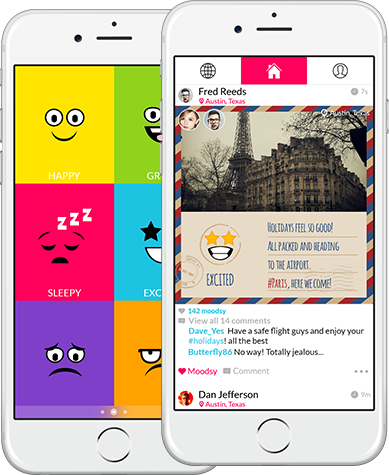 HAPPY
GR
zzz
SLEEPY
EXC
Fred Reeds
Austin, Texas
7s
Austin, Texas
HOLIDAYS FEEL SO GOOD!
ALL PACKED AND HEADING
TO THE AIRPORT.
#PARIS, HERE WE COME!
EXCITED
142 moodsy
View all 14 comments
Dave_Yes Have a safe flight guys and enjoy your
#holidays! all the best
Butterfly86 No way! Totally jealous...
Moodsy
Comment
Dan Jefferson
Austin, Texas
9m